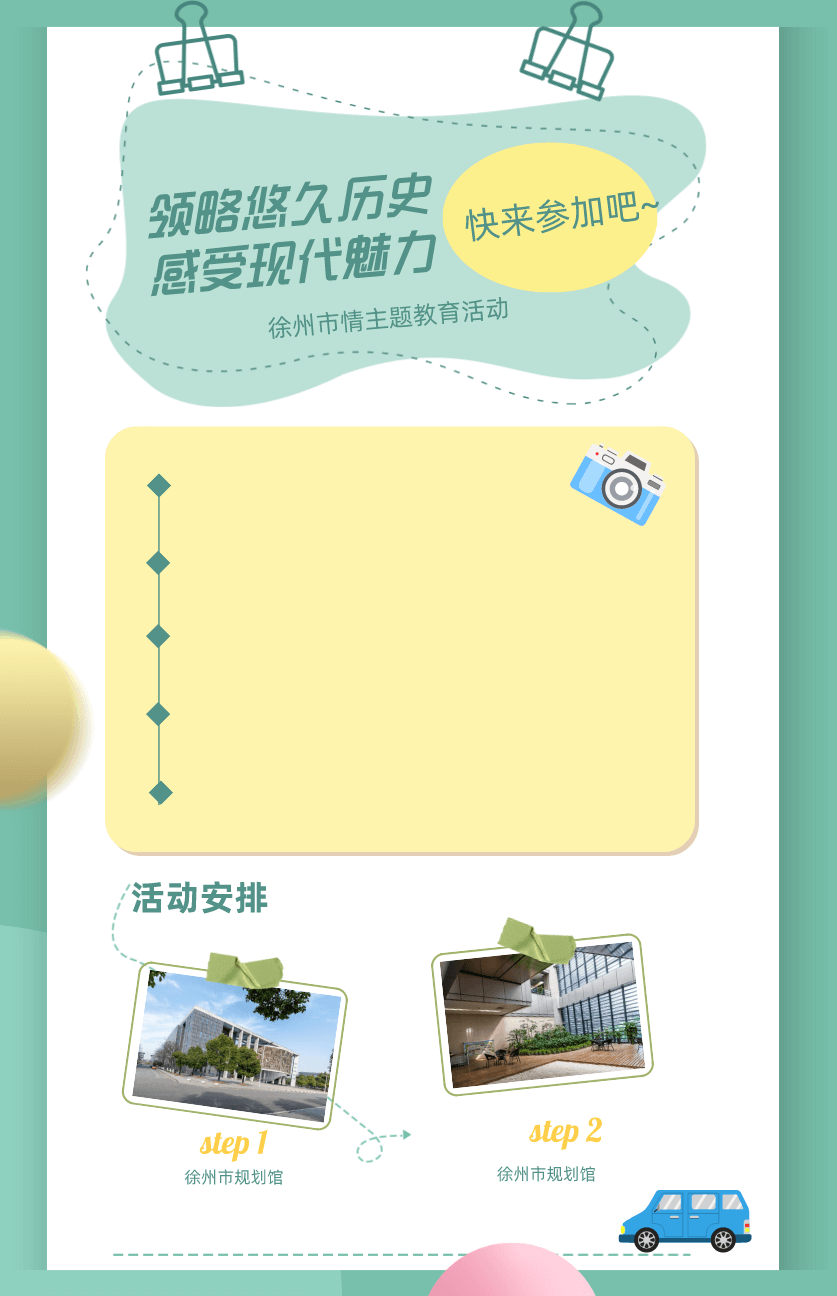 领略悠久历史
感受现代魅力
快来参加吧~
徐州市情主题教育活动
活动安排
step 1
徐州市规划馆
step 2
徐州市规划馆